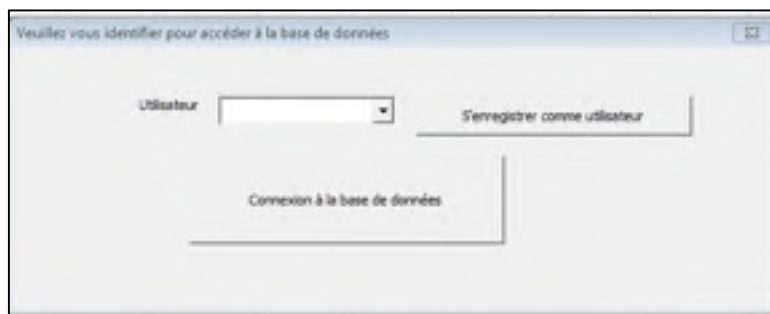 Veuillez vous identifier pour accéder à la base de données
Utilisateur
S'enregistrer comme utilisateur
Connexion à la base de données